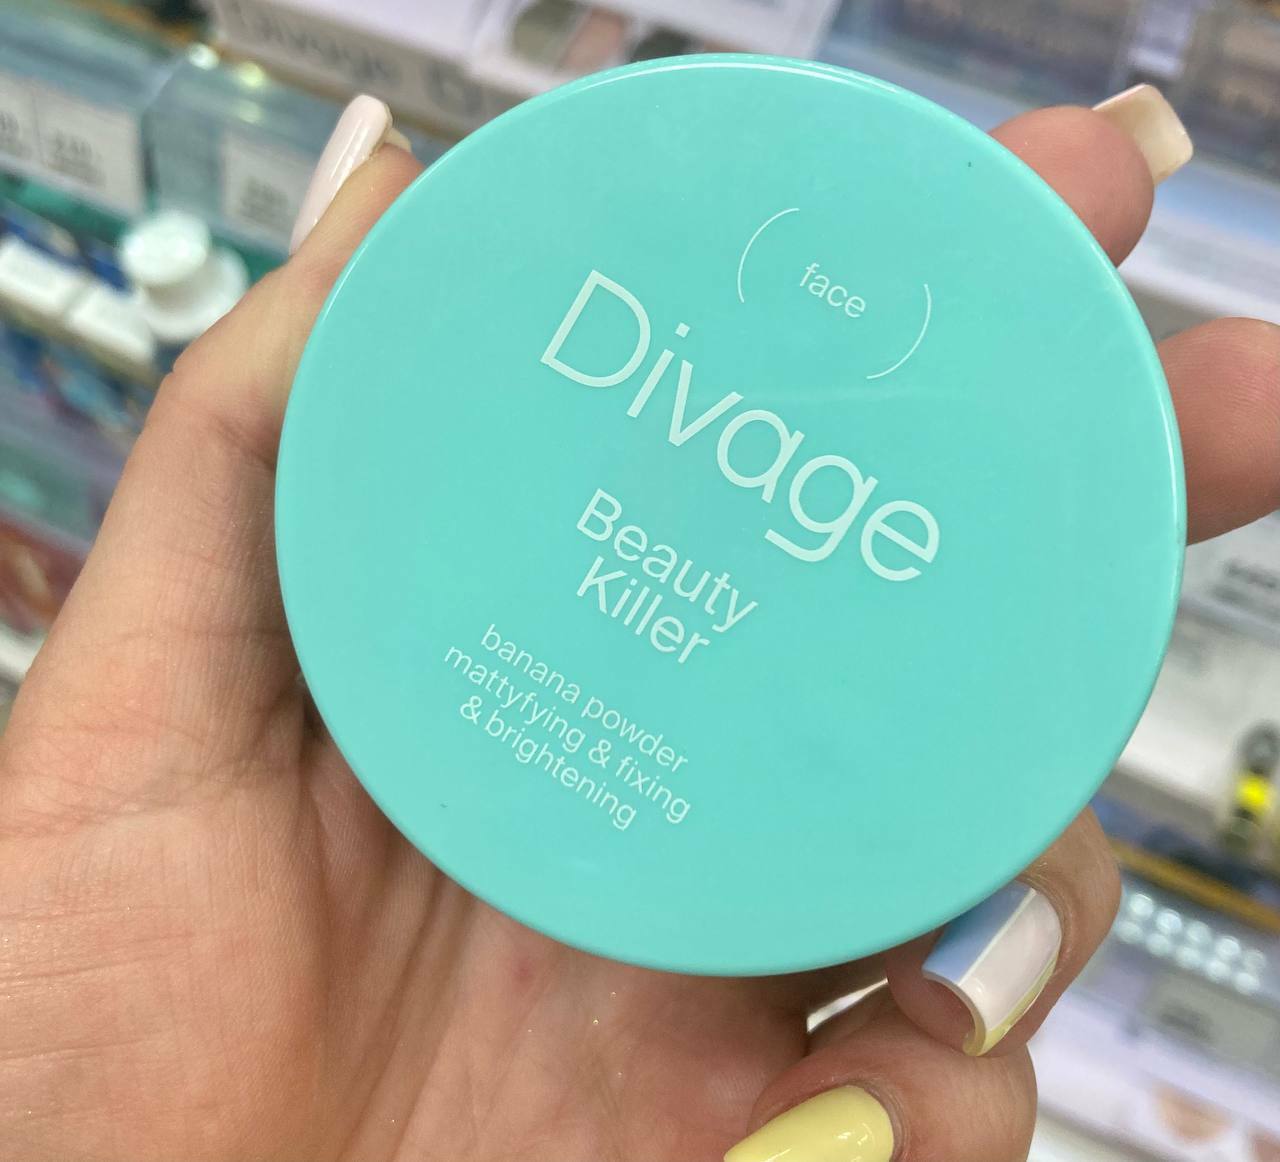 ( face )
Divage
Beauty
Killer
banana powder
mattyfying & fixing
& brightening